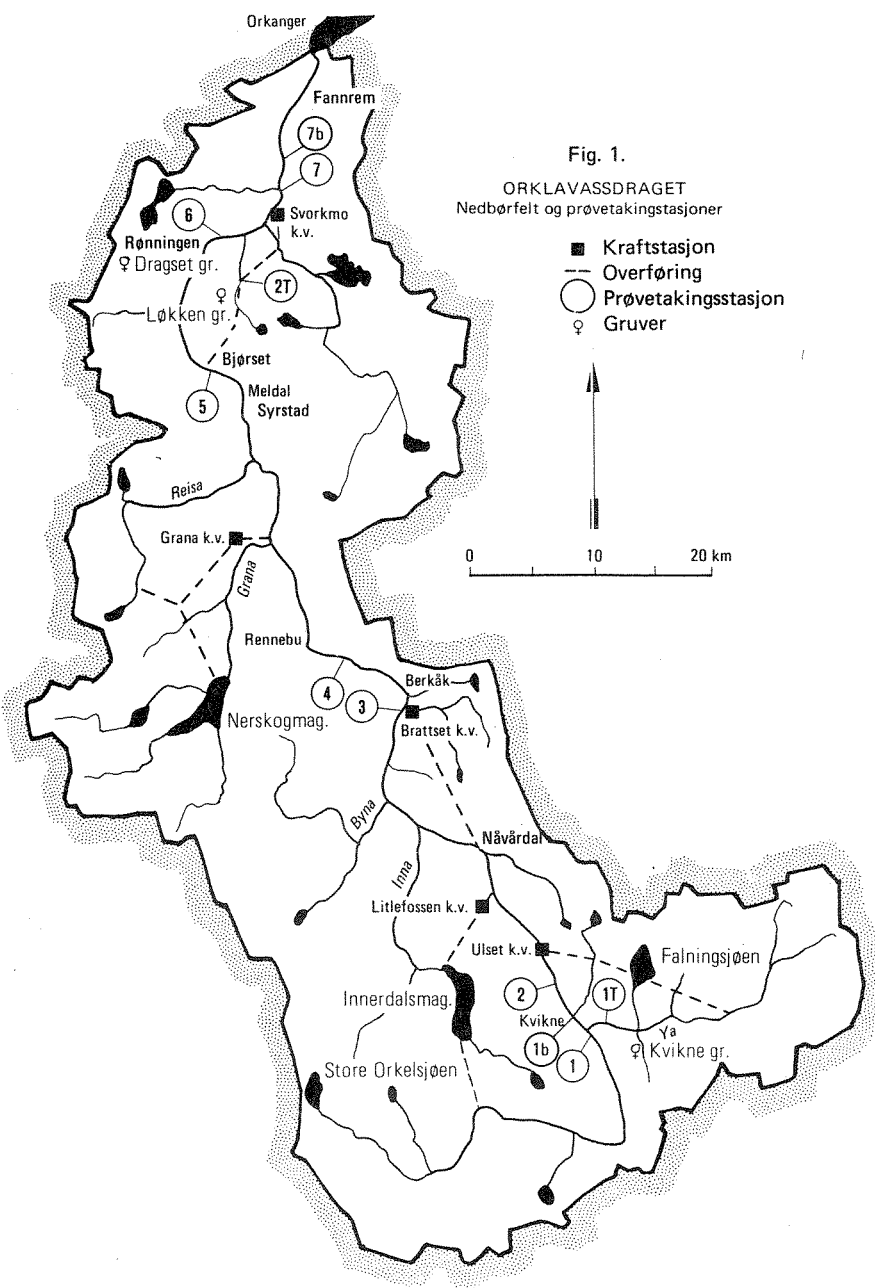 Orkanger
Fannrem
7b
7
Fig. 1.
ORKLAVASSDRAGET
Nedbørfelt og prøvetakingstasjoner
Kraftstasjon
Overføring
Prøvetakingsstasjon
♀ Gruver
6
Svorkmo
k.v.
Rønningen
♀ Dragset gr.
2T
♀
Løkken gr.
Bjørset
5
Meldal
Syrstad
Reisa
Grana k.v.
0 10 20 km
Grana
Rennebu
4
3
Berkåk
Nerskogmag.
Brattset k.v.
Byna
Inna
Nåvårdal
Litlefossen k.v.
Ulset k.v.
Falningsjøen
Innerdalsmag.
2
1T
Kvikne
Ya
1b
1
♀ Kvikne gr.
Store Orkelsjøen